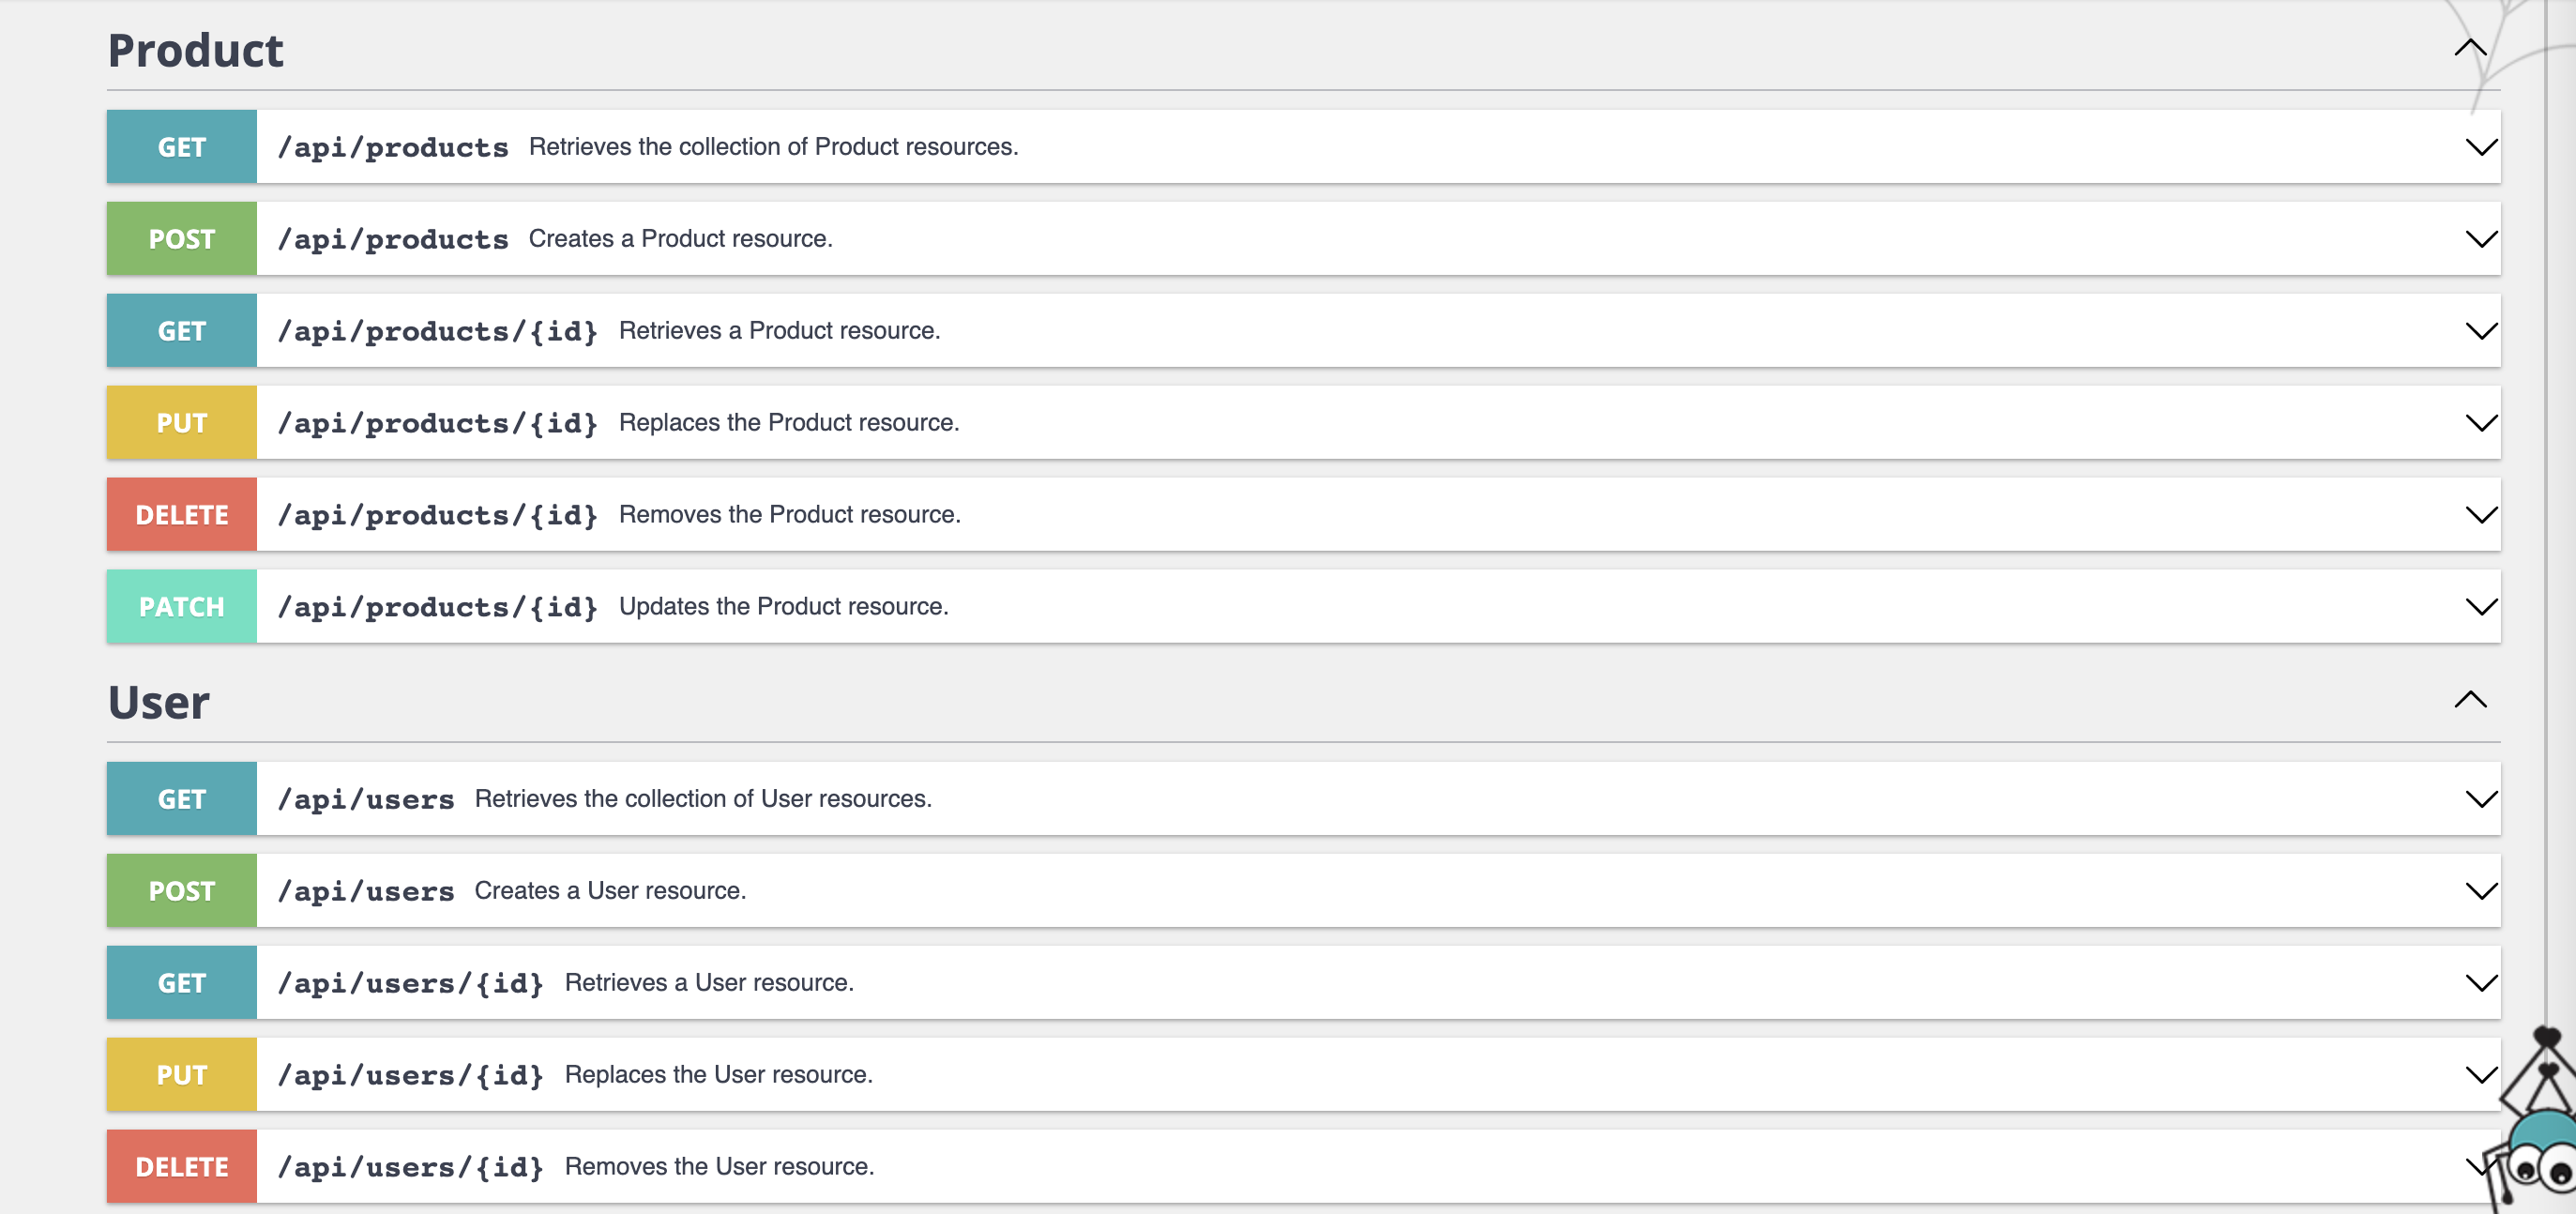 Product
GET /api/products Retrieves the collection of Product resources.
POST /api/products Creates a Product resource.
GET /api/products/{id} Retrieves a Product resource.
PUT /api/products/{id} Replaces the Product resource.
DELETE /api/products/{id} Removes the Product resource.
PATCH /api/products/{id} Updates the Product resource.
User
GET /api/users Retrieves the collection of User resources.
POST /api/users Creates a User resource.
GET /api/users/{id} Retrieves a User resource.
PUT /api/users/{id} Replaces the User resource.
DELETE /api/users/{id} Removes the User resource.